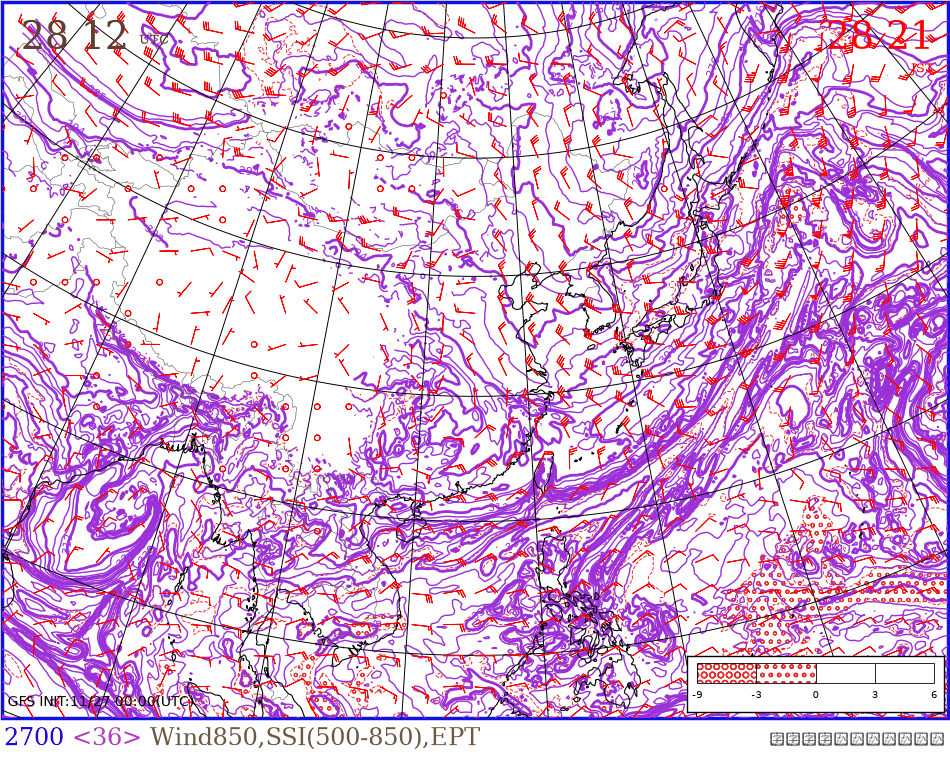 28 12 UTC
28 21
JST
GFS INIT:11/27 00:00(UTC)
-9 -3 0 3 6
2700 <36> Wind850,SSI(500-850),EPT